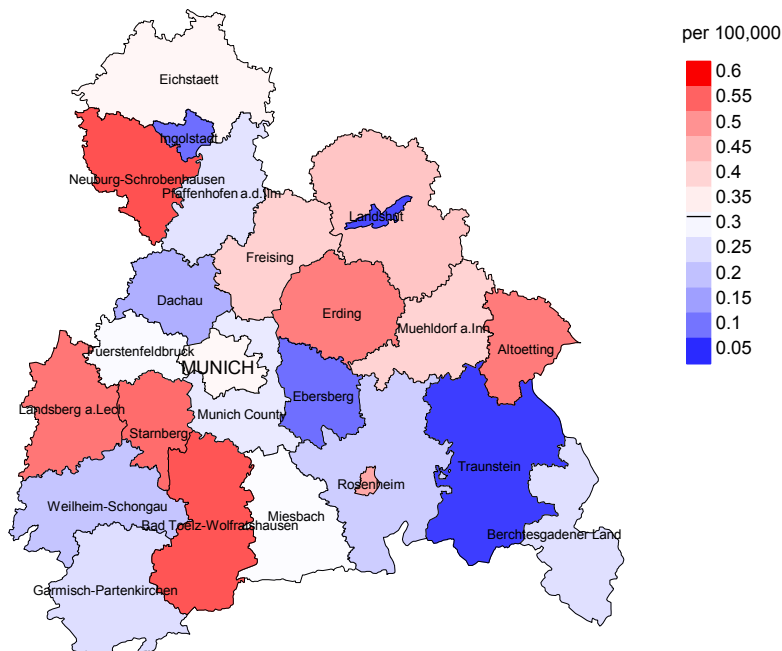 per 100,000
0.6
0.55
0.5
0.45
0.4
0.35
0.3
0.25
0.2
0.15
0.1
0.05
Eichstaett
Ingolstadt
Neuburg-Schrobenhausen
Pfaffenhofen a.d.Ilm
Landshut
Freising
Dachau
Erding
Muehldorf a.Inn
Altoetting
Fuerstenfeldbruck
MUNICH
Ebersberg
Landsberg a.Lech
Munich County
Starnberg
Traunstein
Rosenheim
Weilheim-Schongau
Miesbach
Bad Toelz-Wolfratshausen
Berchtesgadener Land
Garmisch-Partenkirchen